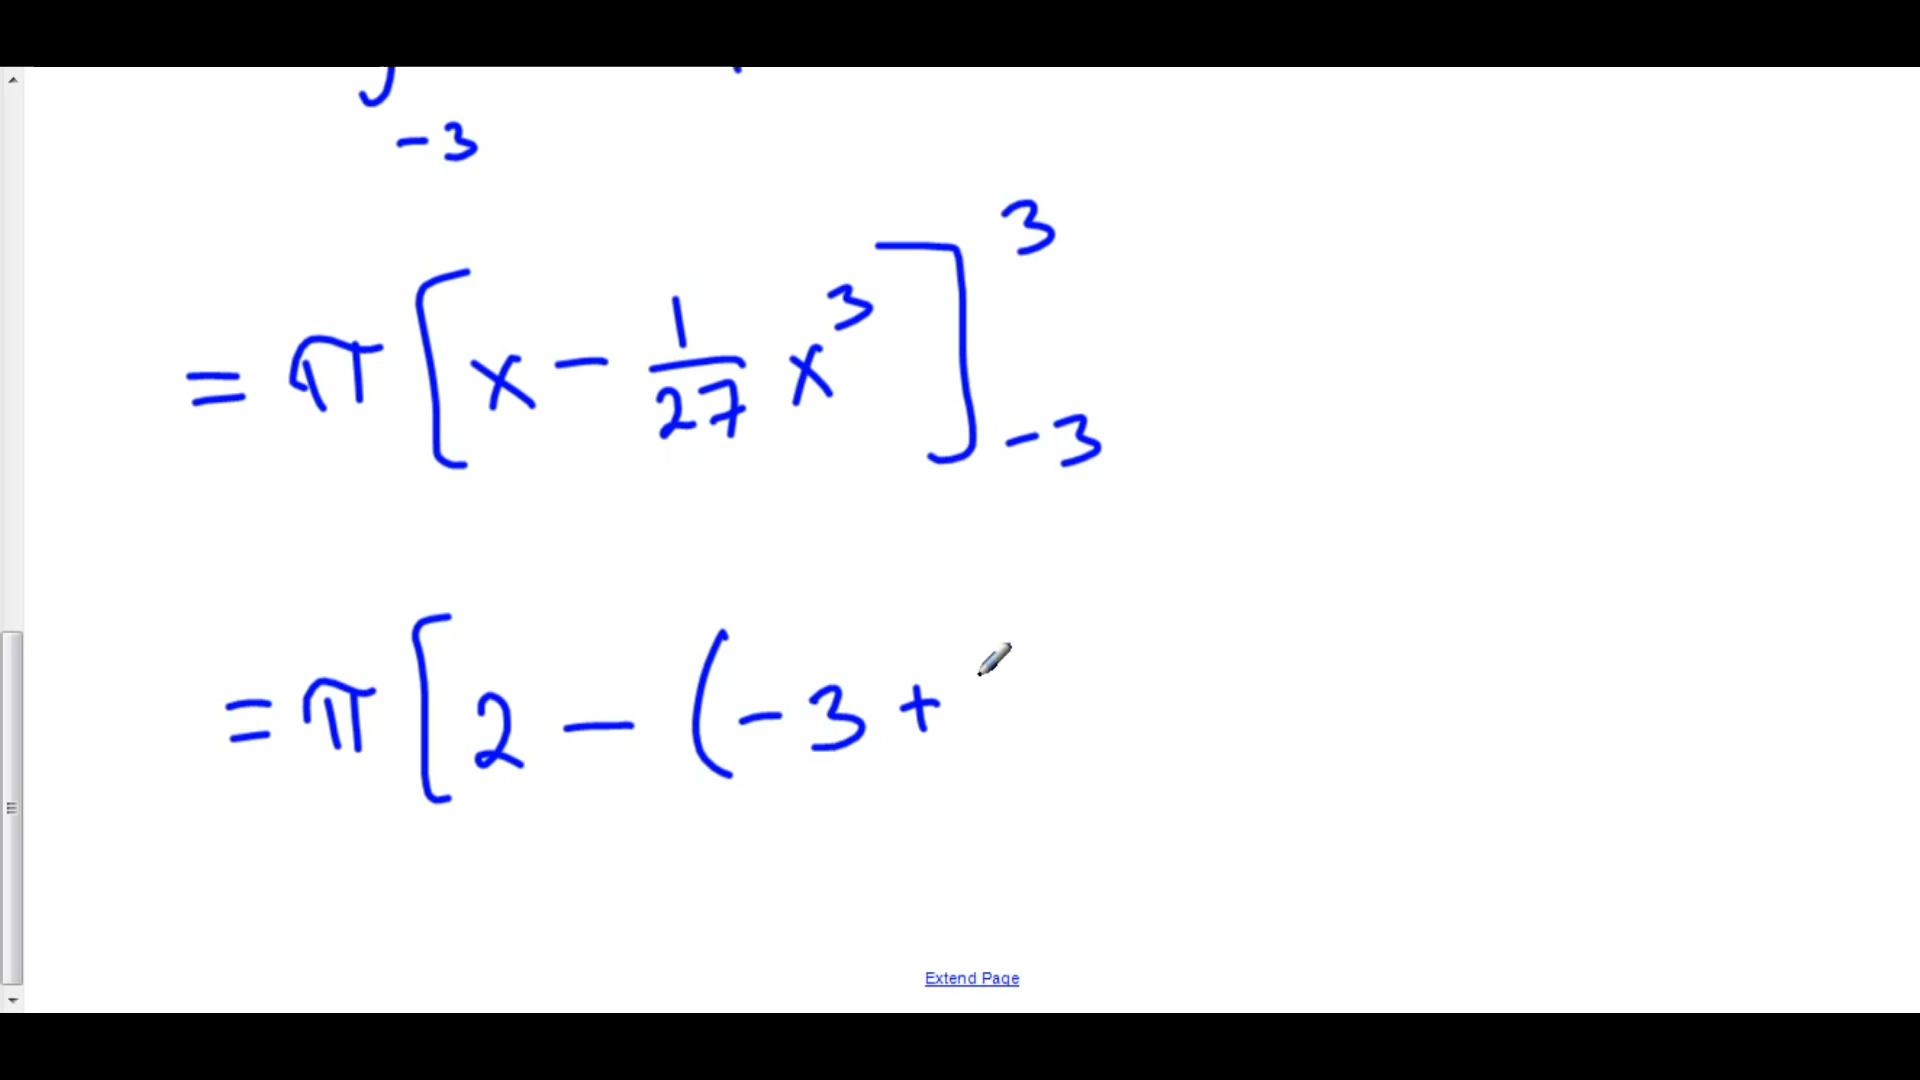 -3
= π [ x - 1/27 x³ ]³₋₃
= π [ 2 - ( -3 +
Extend Page